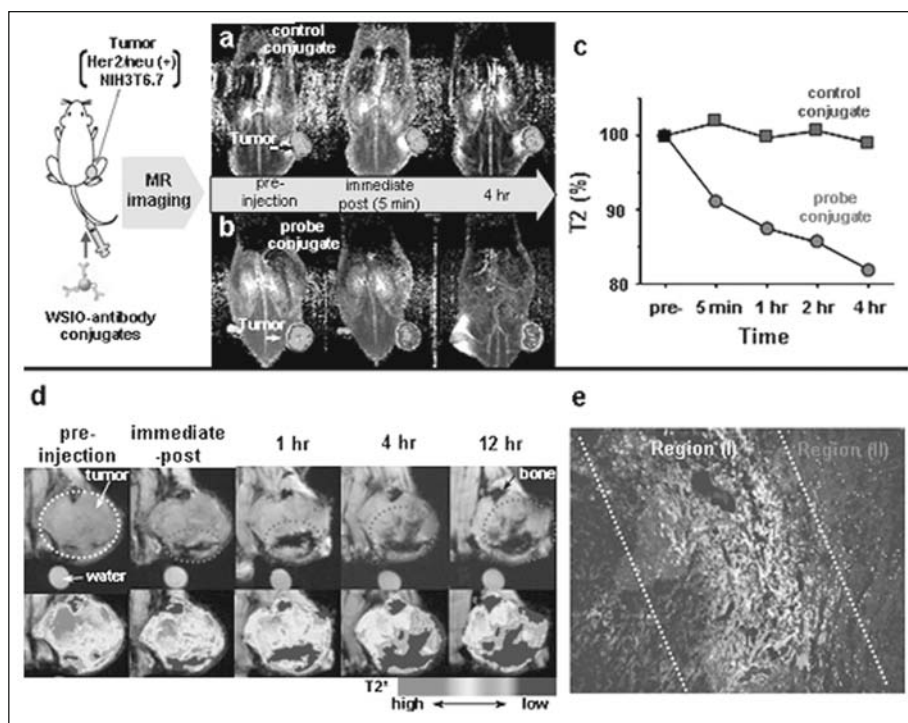 Tumor
Her2/neu (+)
NIH3T6.7
MR
imaging
WSIO-antibody
conjugates
a
control
conjugate
Tumor
pre-
injection
immediate
post (5 min)
4 hr
b
probe
conjugate
Tumor
c
control
conjugate
probe
conjugate
T2 (%)
100
90
80
pre-
5 min
1 hr
2 hr
4 hr
Time
d
pre-
injection
immediate
-post
1 hr
4 hr
12 hr
tumor
bone
water
T2*
high
low
e
Region (I)
Region (II)